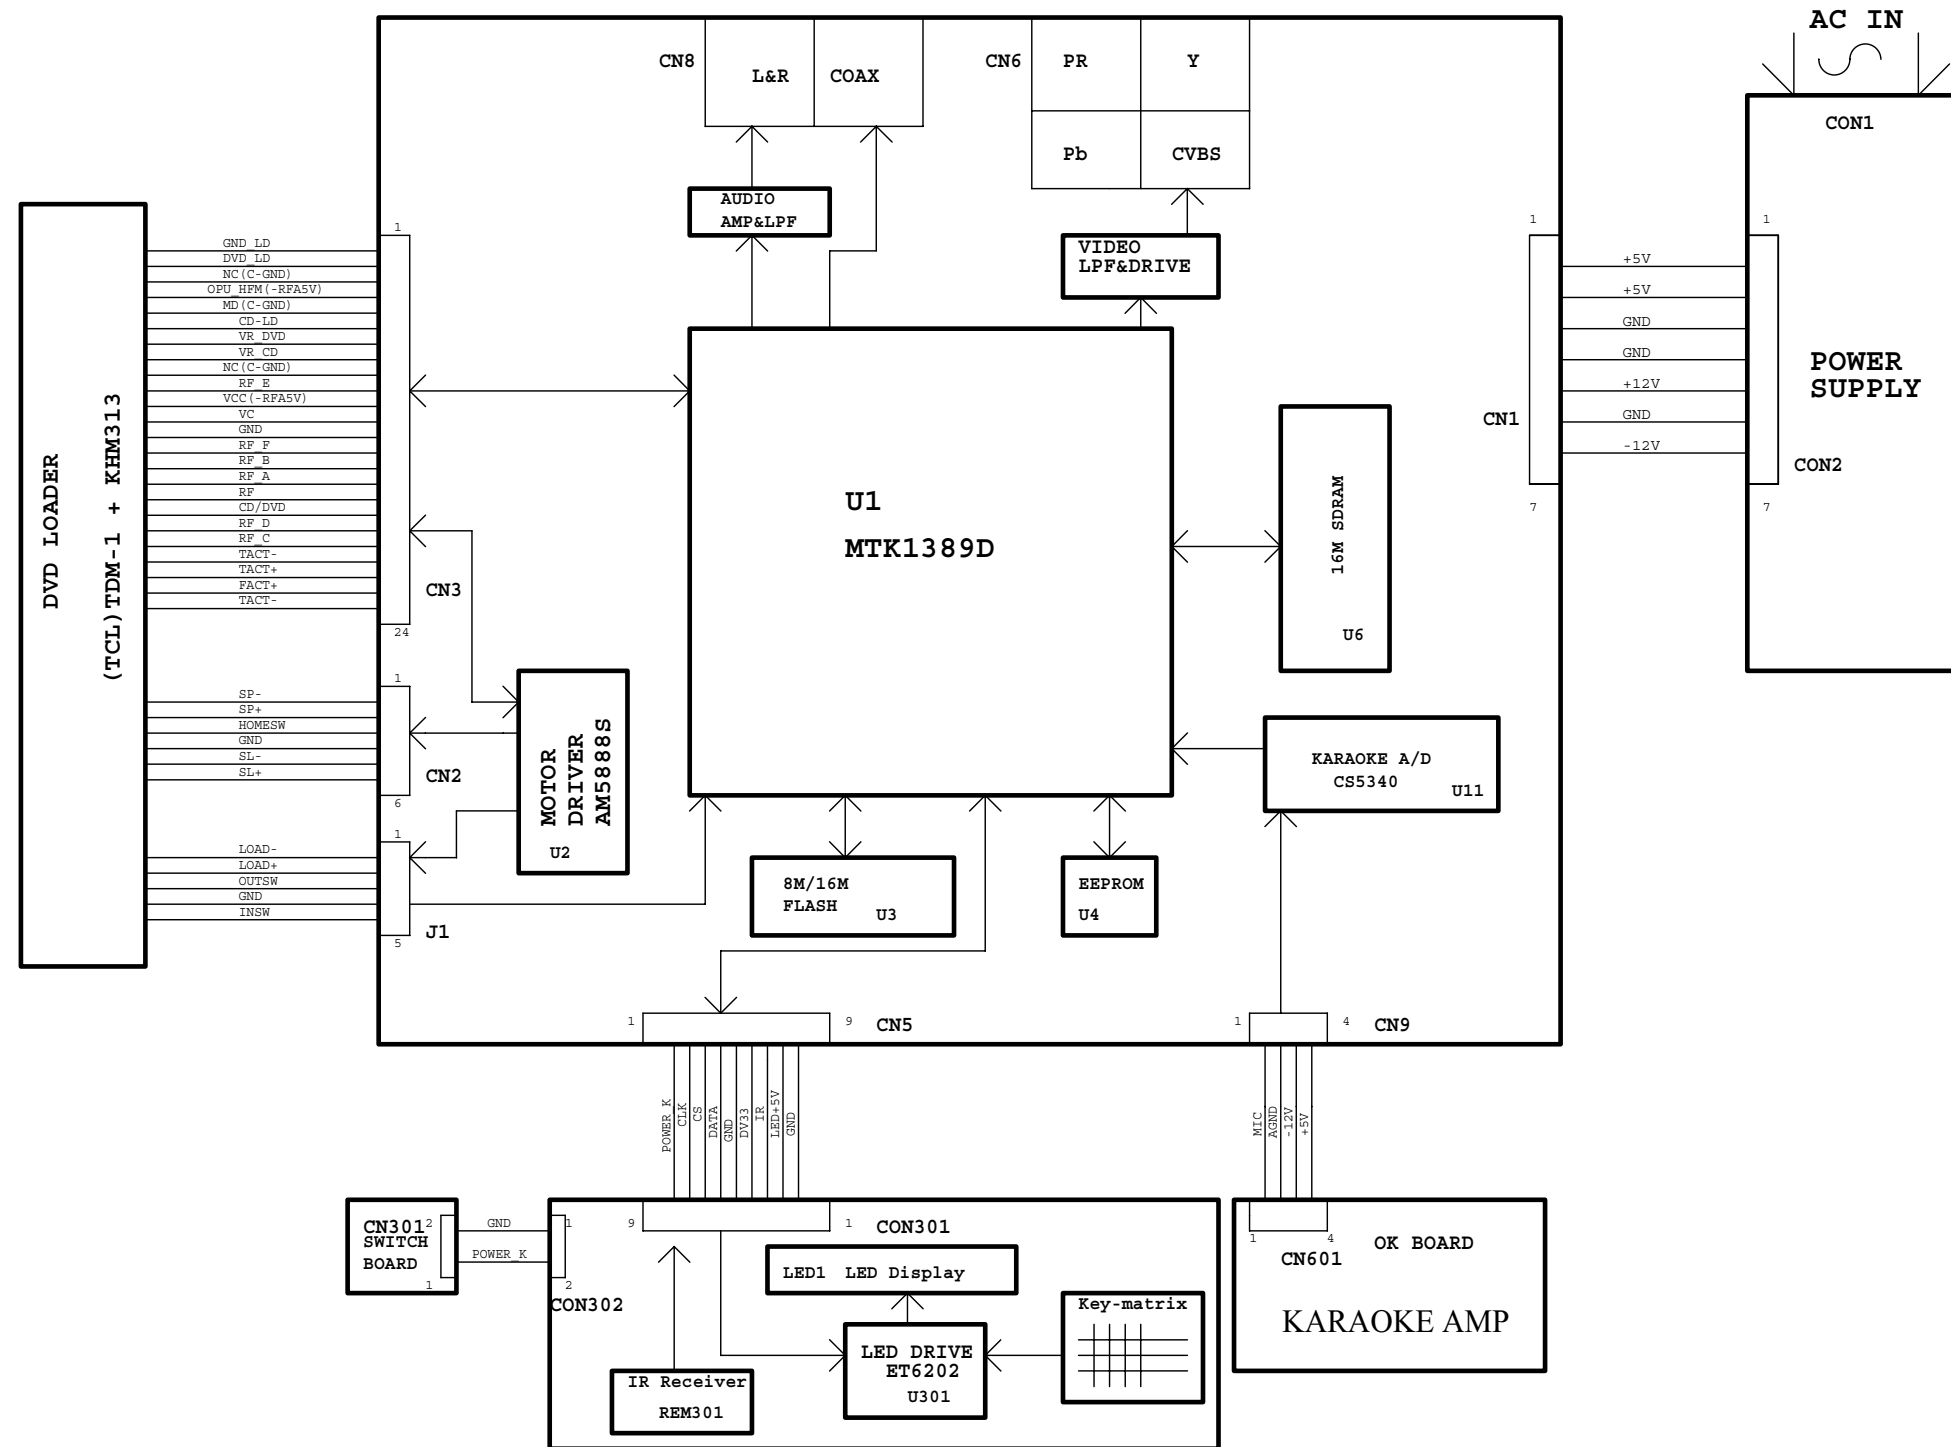 AC IN
CN8
L&R
COAX
CN6
PR
Y
Pb
CVBS
CON1
AUDIO
AMP&LPF
VIDEO
LPF&DRIVE
DVD LOADER
(TCL)TDM-1 + KHM313
GND_LD
DVD_LD
NC(C-GND)
OPU_HFM(-RFA5V)
MD(C-GND)
CD-LD
VR_DVD
VR_CD
NC(C-GND)
RF_E
VCC(-RFA5V)
VC
GND
RF_F
RF_B
RF_A
RF
CD/DVD
RF_D
RF_C
TACT-
TACT+
FACT+
TACT-
1
24
CN3
SP-
SP+
HOMESW
GND
SL-
SL+
1
6
CN2
LOAD-
LOAD+
OUTSW
GND
INSW
1
5
J1
MOTOR
DRIVER
AM5888S
U2
U1
MTK1389D
16M SDRAM
U6
KARAOKE A/D
CS5340
U11
8M/16M
FLASH
U3
EEPROM
U4
1
7
CN1
+5V
+5V
GND
GND
+12V
GND
-12V
1
7
CON2
POWER
SUPPLY
1
9
CN5
1
4
CN9
POWER_K
CLK
CS
DATA
GND
DV33
IR
LED+5V
GND
MIC
AGND
-12V
+5V
CN301
2
SWITCH
BOARD
1
GND
POWER_K
1
2
CON302
9
1
CON301
LED1 LED Display
Key-matrix
LED DRIVE
ET6202
U301
IR Receiver
REM301
1
4
CN601
OK BOARD
KARAOKE AMP